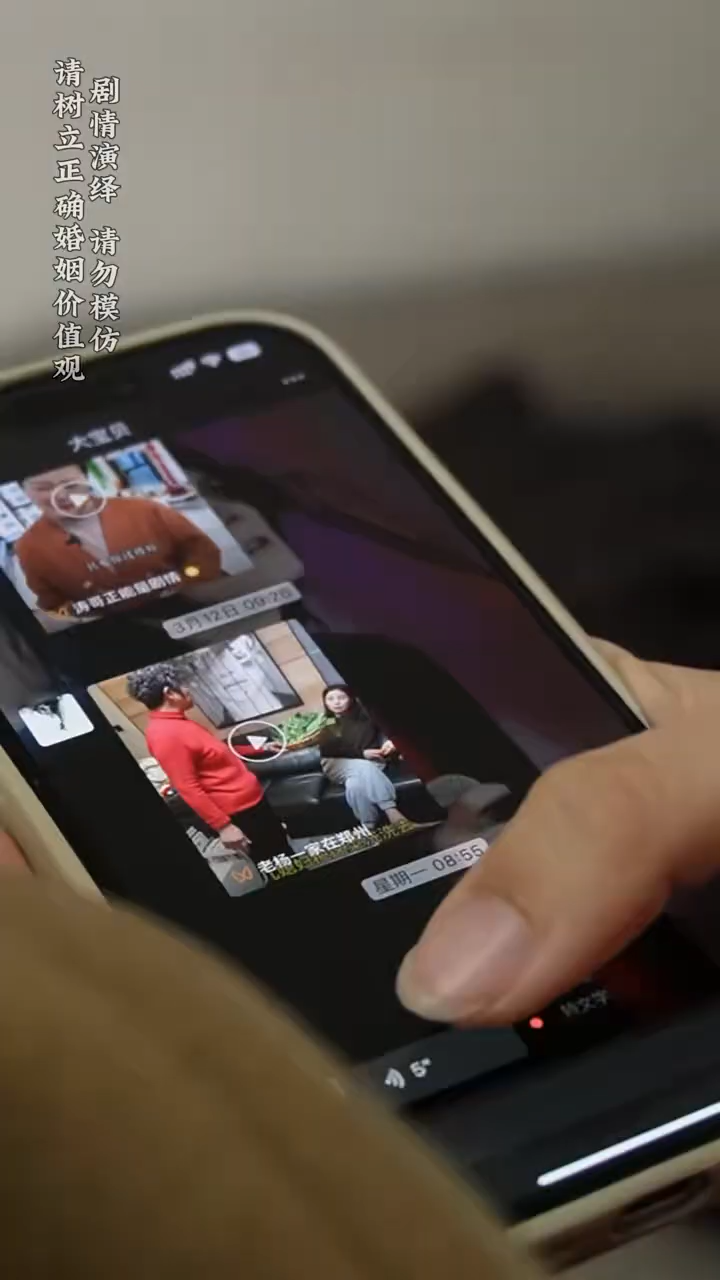 剧情演绎 请勿模仿
请树立正确婚姻价值观
大宝贝
涛哥正能量剧情
3月12日 09:26
老杨一家在郑州
星期一 08:55
5"
转文字